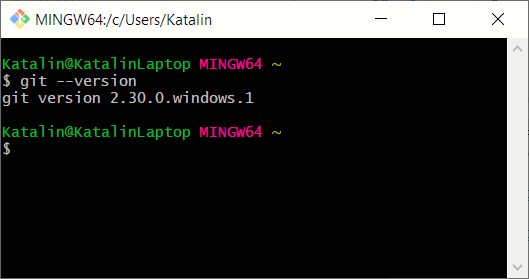 MINGW64:/c/Users/Katalin
Katalin@KatalinLaptop MINGW64 ~
$ git --version
git version 2.30.0.windows.1
Katalin@KatalinLaptop MINGW64 ~
$